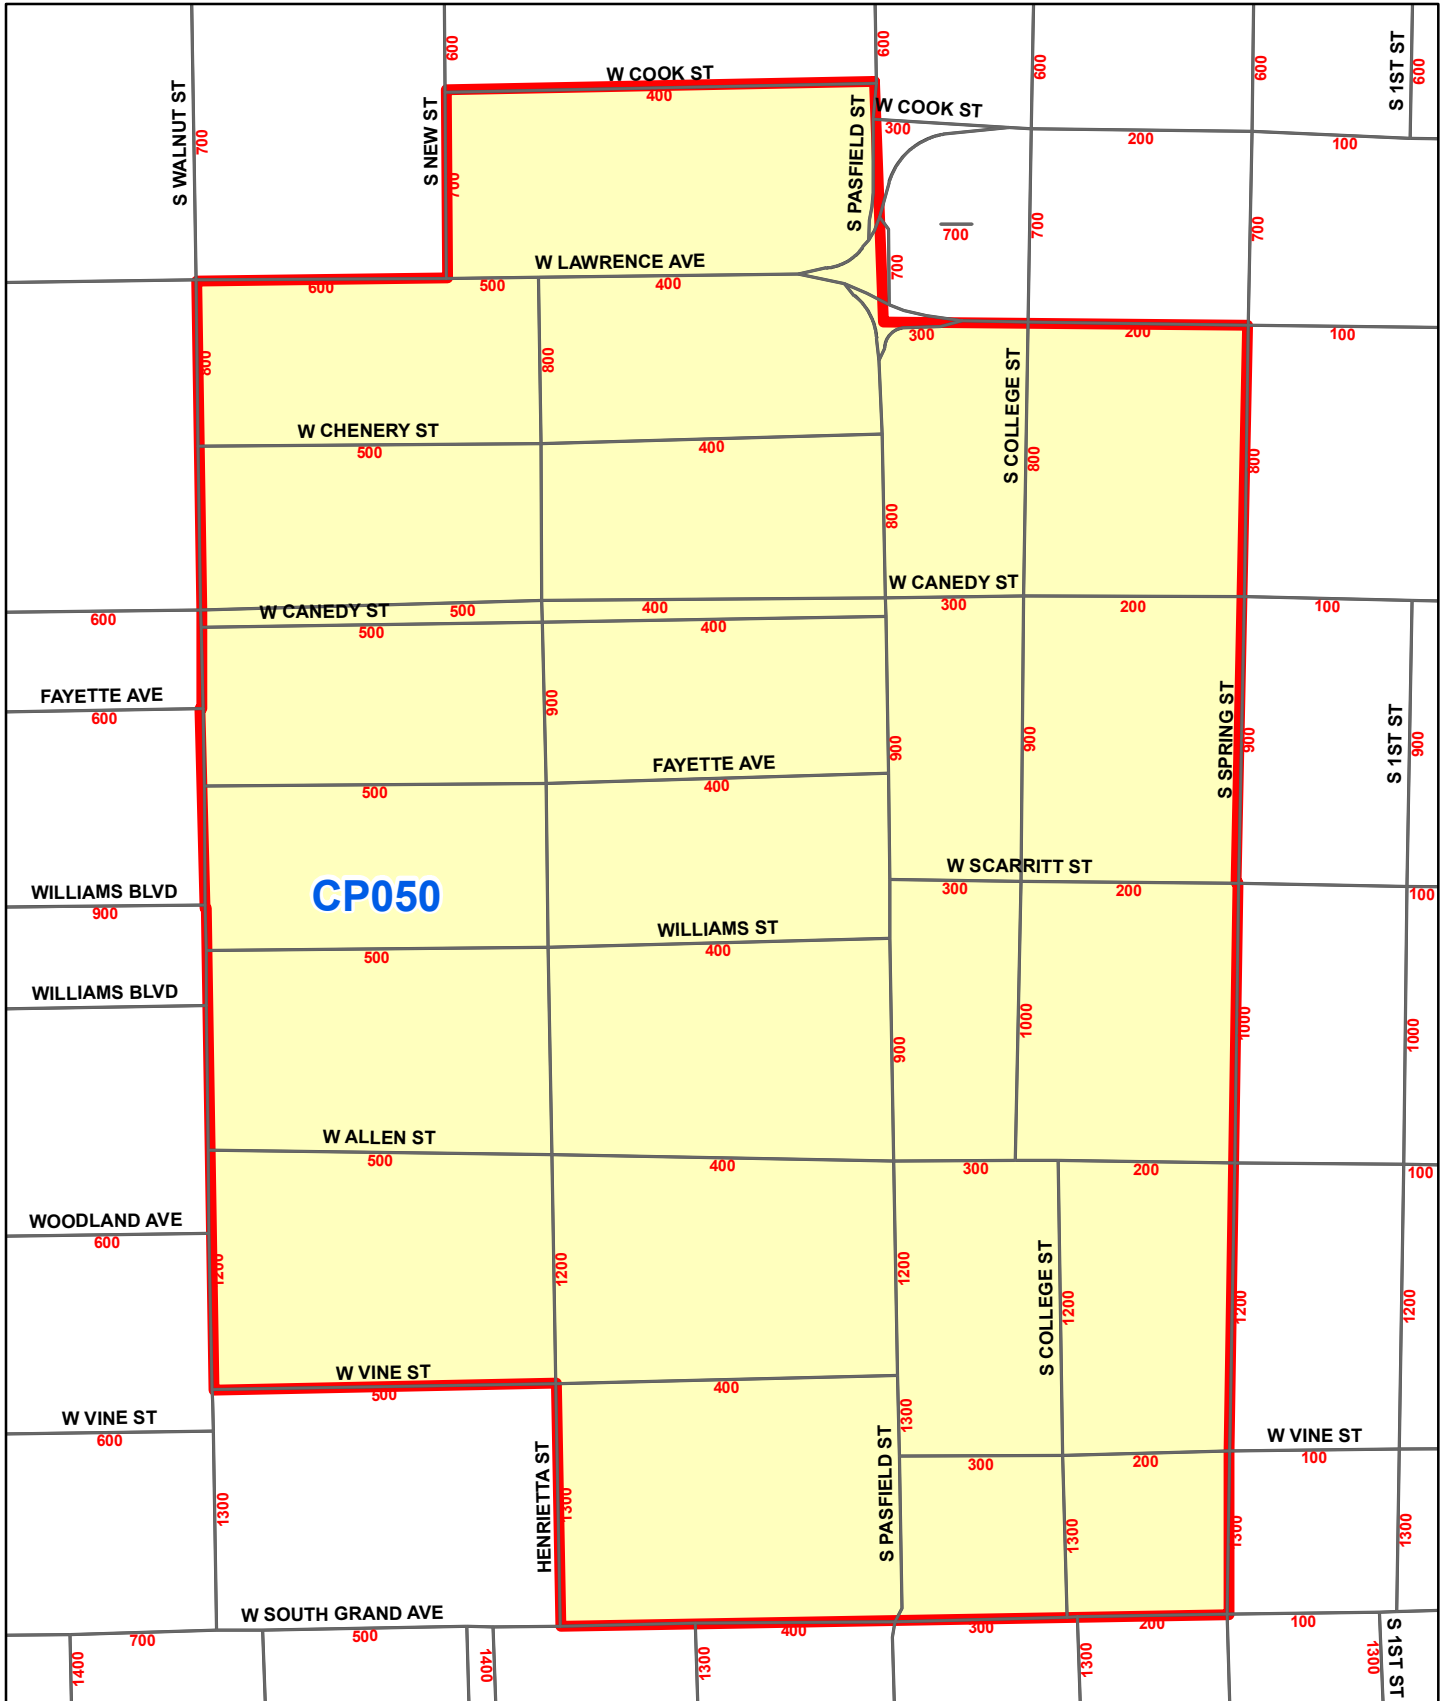 600
600
600
600
S 1ST ST
600
W COOK ST
400
S WALNUT ST
700
S NEW ST
700
S PASFIELD ST
W COOK ST
300
200
100
700
700
700
700
W LAWRENCE AVE
600
500
400
300
200
100
800
800
S COLLEGE ST
800
800
W CHENERY ST
500
400
800
W CANEDY ST
600
W CANEDY ST
500
400
300
200
100
500
400
FAYETTE AVE
600
900
900
900
S SPRING ST
900
S 1ST ST
900
FAYETTE AVE
500
400
W SCARRITT ST
300
200
100
WILLIAMS BLVD
900
CP050
WILLIAMS ST
500
400
WILLIAMS BLVD
900
1000
1000
1000
W ALLEN ST
500
400
300
200
100
WOODLAND AVE
600
1200
1200
1200
S COLLEGE ST
1200
1200
1200
W VINE ST
500
400
W VINE ST
600
1300
W VINE ST
300
200
100
1300
HENRIETTA ST
1300
S PASFIELD ST
1300
1300
1300
W SOUTH GRAND AVE
700
500
400
300
200
100
1400
1400
1300
1300
1300
S 1ST ST